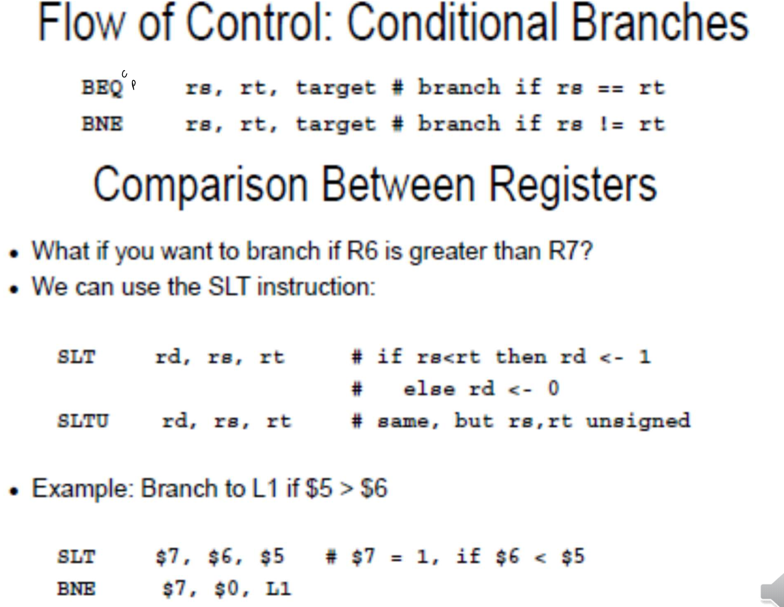 Flow of Control: Conditional Branches
BEQ rs, rt, target # branch if rs == rt
BNE rs, rt, target # branch if rs != rt
Comparison Between Registers
• What if you want to branch if R6 is greater than R7?
• We can use the SLT instruction:
SLT rd, rs, rt # if rs<rt then rd <- 1
# else rd <- 0
SLTU rd, rs, rt # same, but rs,rt unsigned
• Example: Branch to L1 if $5 > $6
SLT $7, $6, $5 # $7 = 1, if $6 < $5
BNE $7, $0, L1